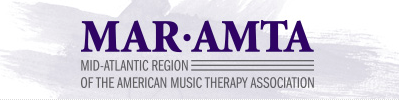 MAR·AMTA
MID-ATLANTIC REGION
OF THE AMERICAN MUSIC THERAPY ASSOCIATION